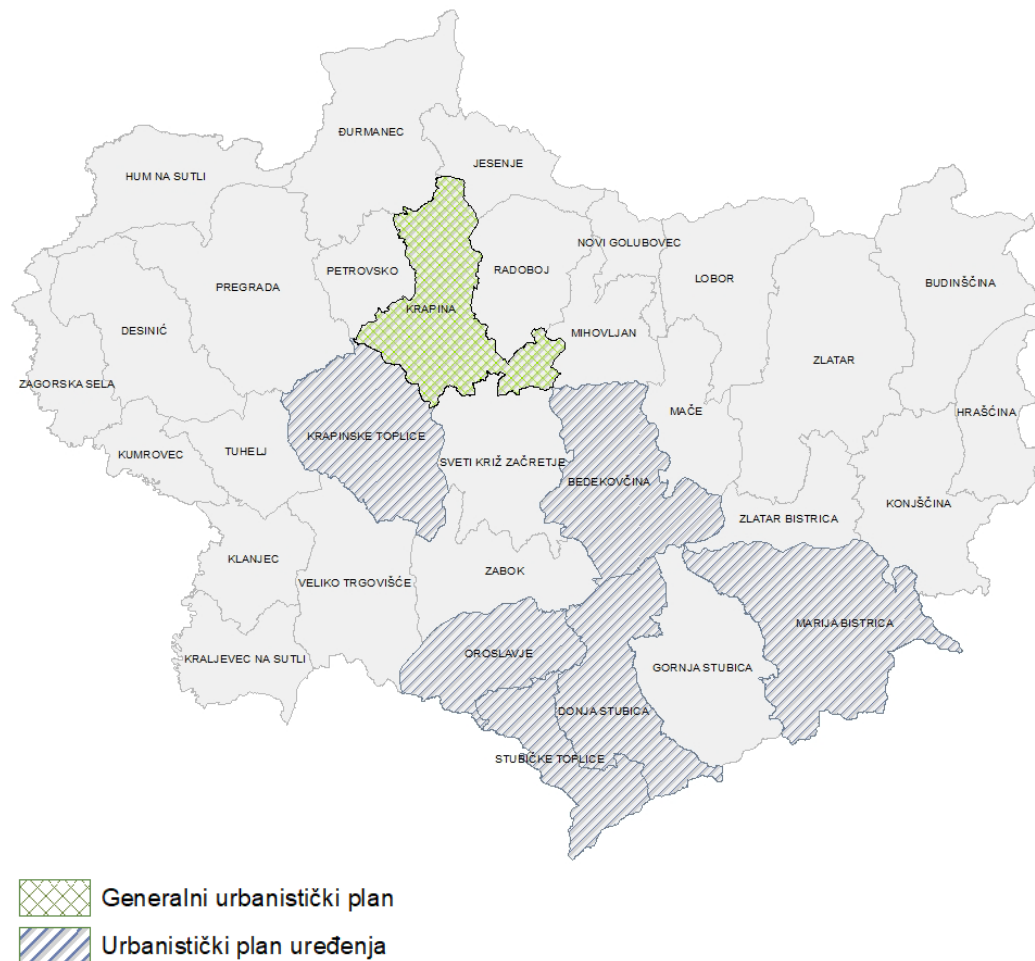 ĐURMANEC
JESENJE
HUM NA SUTLI
NOVI GOLUBOVEC
PETROVSKO
RADOBOJ
LOBOR
BUDINŠČINA
PREGRADA
KRAPINA
DESINIĆ
MIHOVLJAN
ZLATAR
ZAGORSKA SELA
MAČE
HRAŠĆINA
KRAPINSKE TOPLICE
KUMROVEC
TUHELJ
SVETI KRIŽ ZAČRETJE
BEDEKOVČINA
KONJŠČINA
ZLATAR BISTRICA
KLANJEC
ZABOK
VELIKO TRGOVIŠĆE
MARIJA BISTRICA
OROSLAVJE
KRALJEVEC NA SUTLI
GORNJA STUBICA
DONJA STUBICA
STUBIČKE TOPLICE
Generalni urbanistički plan
Urbanistički plan uređenja